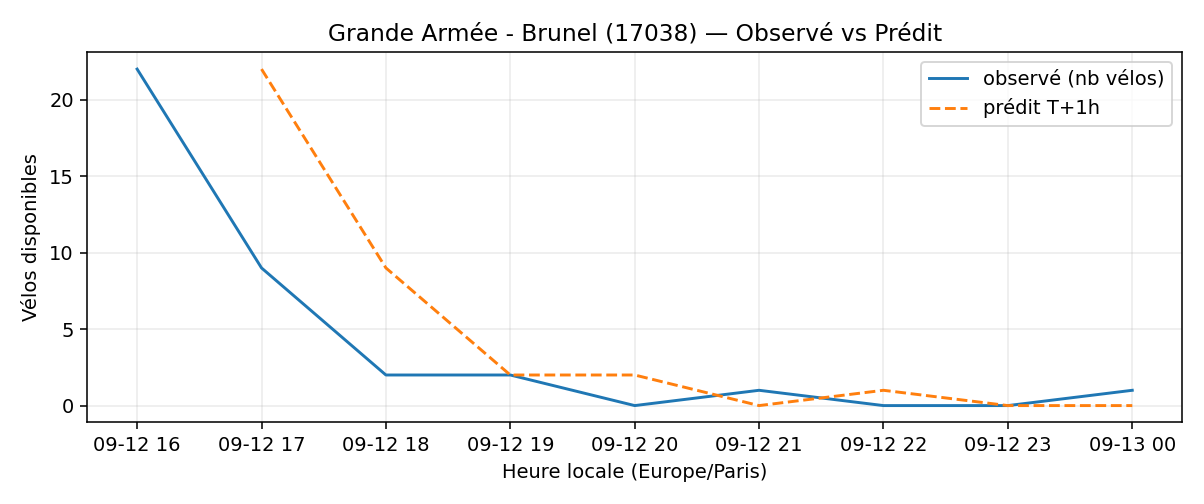 Grande Armée - Brunel (17038) — Observé vs Prédit
observé (nb vélos)
prédit T+1h
Vélos disponibles
20
15
10
5
0
09-12 16
09-12 17
09-12 18
09-12 19
09-12 20
09-12 21
09-12 22
09-12 23
09-13 00
Heure locale (Europe/Paris)